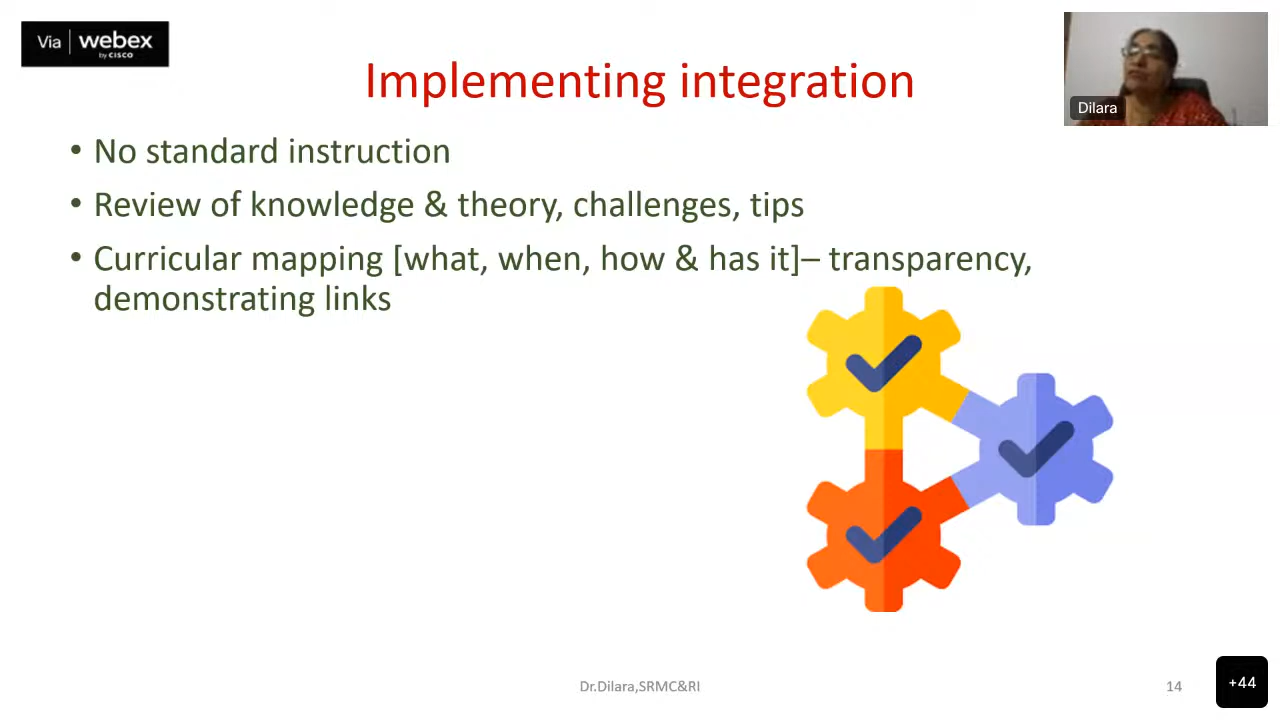 Via webex
by CISCO
Implementing integration
Dilara
• No standard instruction
• Review of knowledge & theory, challenges, tips
• Curricular mapping [what, when, how & has it]– transparency,
demonstrating links
Dr.Dilara,SRMC&RI
14
+44